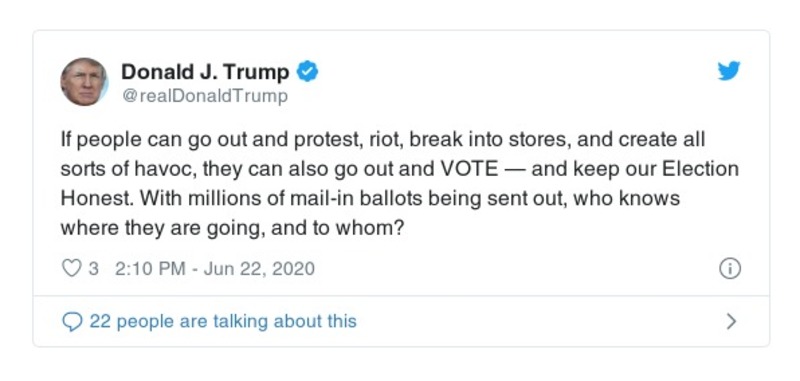 Donald J. Trump
@realDonaldTrump
If people can go out and protest, riot, break into stores, and create all
sorts of havoc, they can also go out and VOTE — and keep our Election
Honest. With millions of mail-in ballots being sent out, who knows
where they are going, and to whom?
3 2:10 PM - Jun 22, 2020
22 people are talking about this